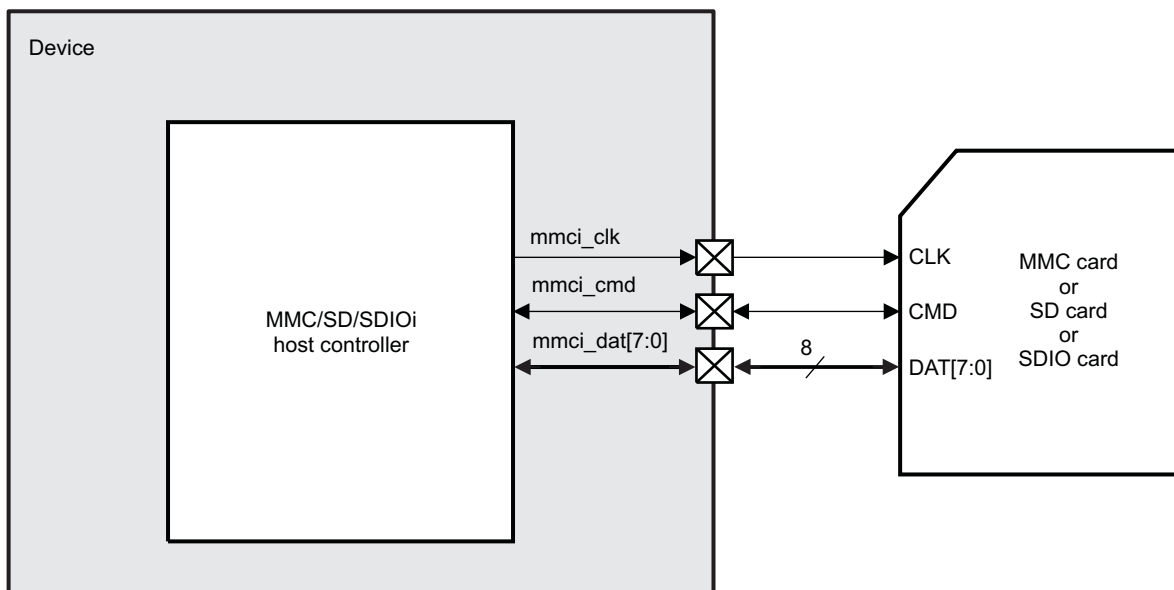 Device
MMC/SD/SDIOi
host controller
mmci_clk
mmci_cmd
mmci_dat[7:0]
8
CLK
CMD
DAT[7:0]
MMC card
or
SD card
or
SDIO card